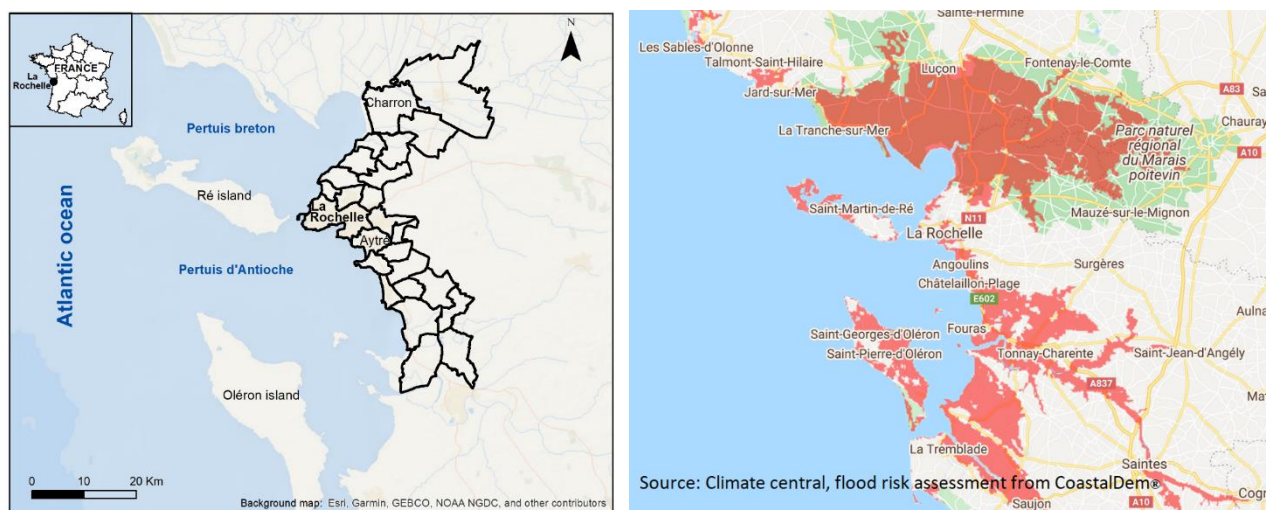 FRANCE
La
Rochelle
N
Charron
Pertuis breton
Ré island
La
Rochelle
Aytré
Atlantic ocean
Pertuis d'Antioche
Oléron island
0 10 20 Km
Background map: Esri, Garmin, GEBCO, NOAA NGDC, and other contributors
Sainte-Hermine
Les Sables-d'Olonne
Talmont-Saint-Hilaire
Luçon
Fontenay-le-Comte
A83
Jard-sur-Mer
Chauray
La Tranche-sur-Mer
Parc naturel
régional
du Marais
poitevin
A10
Saint-Martin-de-Ré
N11
Mauzé-sur-le-Mignon
La Rochelle
Angoulins
Surgères
Châtelaillon-Plage
E602
Aulna
Saint-Georges-d'Oléron
Fouras
Saint-Pierre-d'Oléron
Tonnay-Charente
Saint-Jean-d'Angély
A837
Ma
La Tremblade
Saintes
Source: Climate central, flood risk assessment from CoastalDem®
A10
Cogn
Saujon